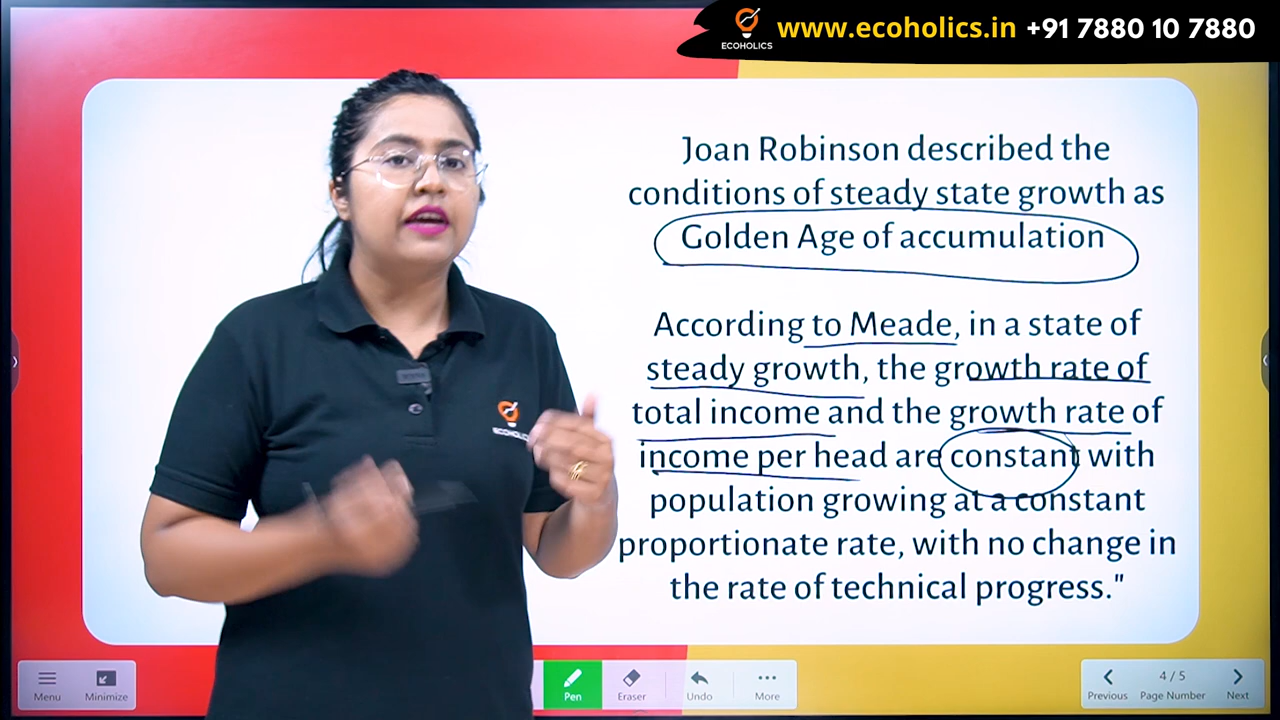 ECOHOLICS
www.ecoholics.in +91 7880 10 7880
Joan Robinson described the
conditions of steady state growth as
Golden Age of accumulation
According to Meade, in a state of
steady growth, the growth rate of
total income and the growth rate of
income per head are constant with
population growing at a constant
proportionate rate, with no change in
the rate of technical progress."
Menu
Minimize
Pen
Eraser
Undo
More
Previous
4 / 5
Page Number
Next